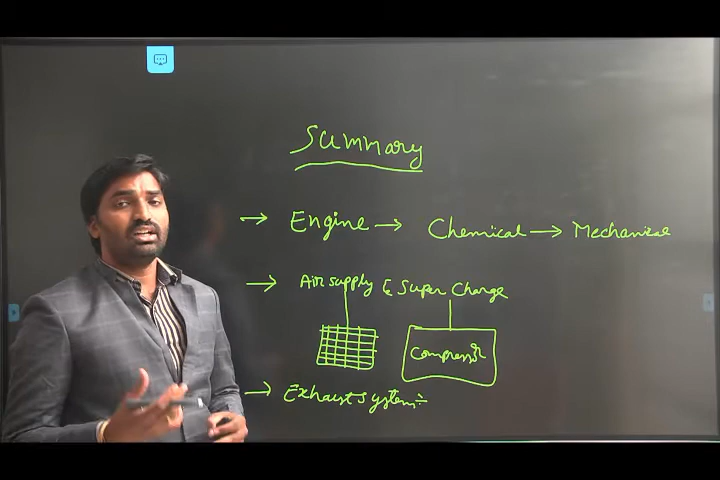 Summary
→ Engine → Chemical → Mechanical
→ Air supply & Super Charge
Compressor
→ Exhaust system:-